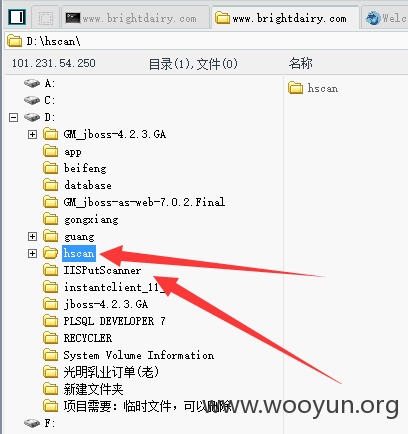 www.brightdairy.com
www.brightdairy.com
Welc
D:\hscan
101.231.54.250
目录(1),文件(0)
名称
A:
hscan
C:
D:
GM_jboss-4.2.3.GA
app
beifeng
database
GM_jboss-as-web-7.0.2.Final
gongxiang
guang
hscan
IISPutScanner
instantclient_11_
jboss-4.2.3.GA
PLSQL DEVELOPER 7
RECYCLER
System Volume Information
光明乳业订单(老)
新建文件夹
项目需要：临时文件，可以删除
F:
www.wooyun.org